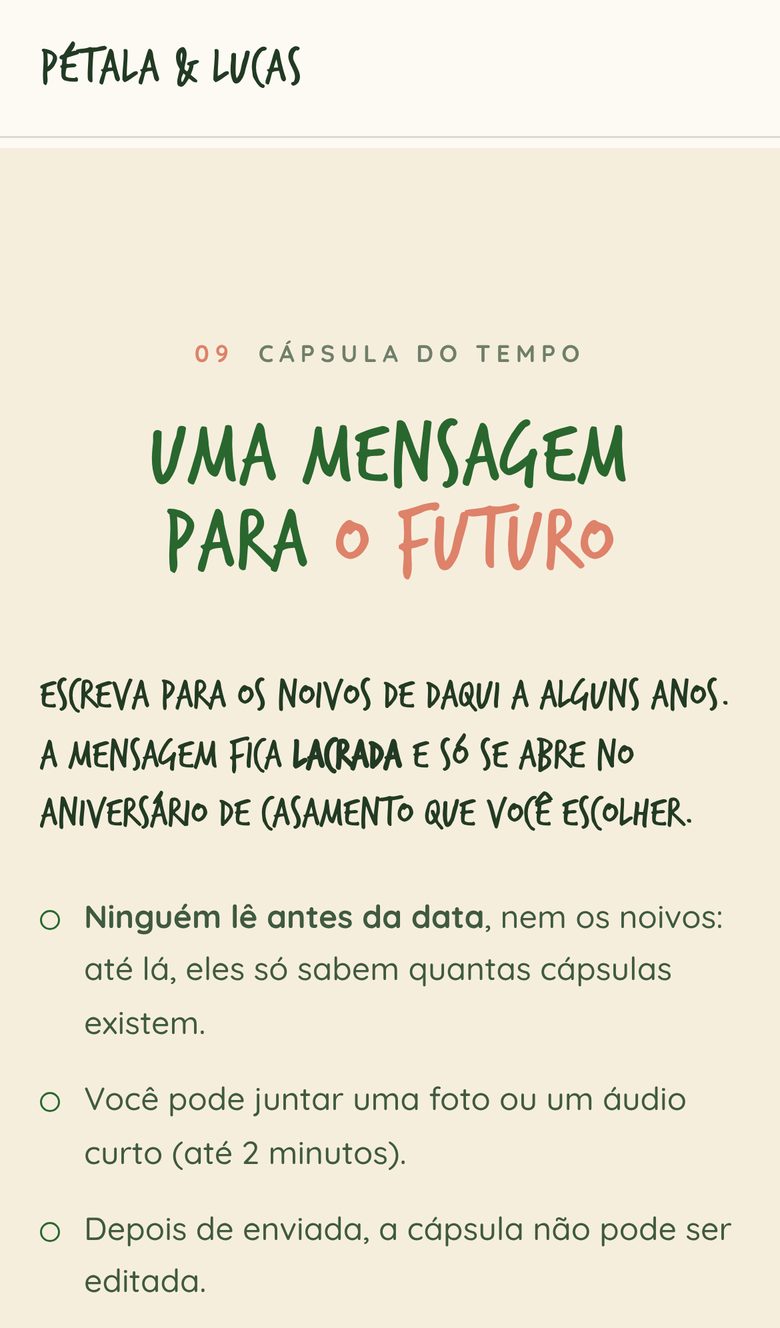 PÉTALA & LUCAS
09 CÁPSULA DO TEMPO
UMA MENSAGEM
PARA O FUTURO
ESCREVA PARA OS NOIVOS DE DAQUI A ALGUNS ANOS.
A MENSAGEM FICA LACRADA E SÓ SE ABRE NO
ANIVERSÁRIO DE CASAMENTO QUE VOCÊ ESCOLHER.
Ninguém lê antes da data, nem os noivos:
até lá, eles só sabem quantas cápsulas
existem.
Você pode juntar uma foto ou um áudio
curto (até 2 minutos).
Depois de enviada, a cápsula não pode ser
editada.